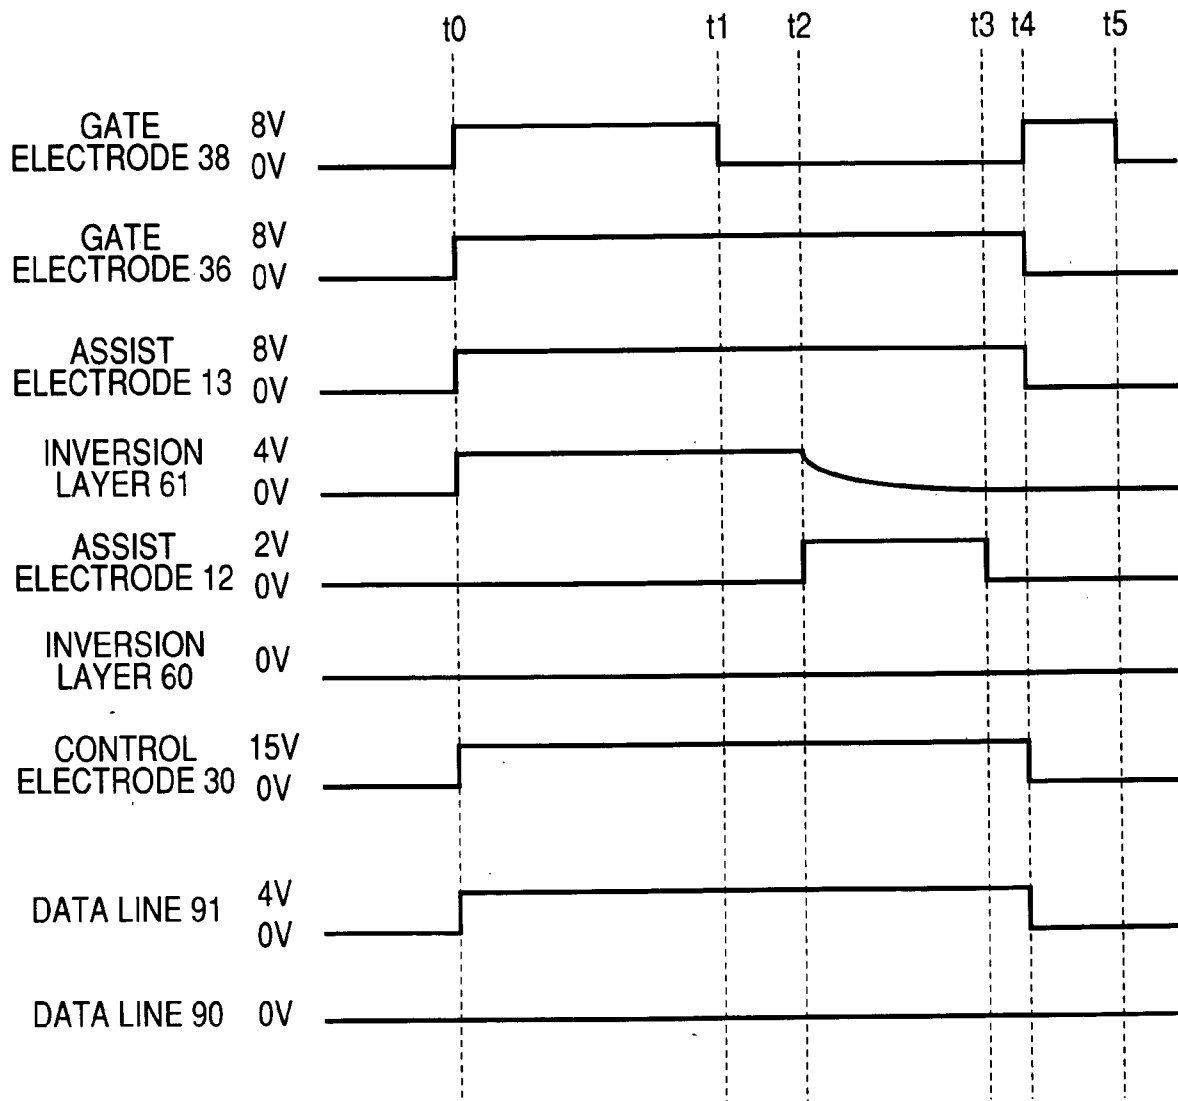 t0 t1 t2 t3 t4 t5
GATE 8V
ELECTRODE 38 0V
GATE 8V
ELECTRODE 36 0V
ASSIST 8V
ELECTRODE 13 0V
INVERSION 4V
LAYER 61 0V
ASSIST 2V
ELECTRODE 12 0V
INVERSION 0V
LAYER 60
CONTROL 15V
ELECTRODE 30 0V
DATA LINE 91 4V
0V
DATA LINE 90 0V